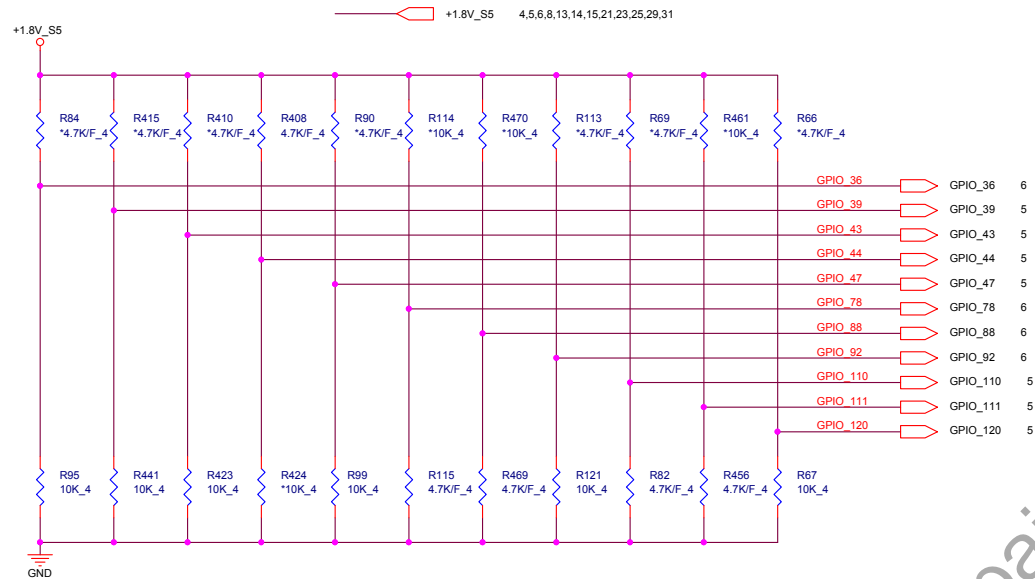 +1.8V_S5 4,5,6,8,13,14,15,21,23,25,29,31
+1.8V_S5
R84 R415 R410 R408 R90 R114 R470 R113 R69 R461 R66
*4.7K/F_4 *4.7K/F_4 *4.7K/F_4 4.7K/F_4 *4.7K/F_4 *10K_4 *10K_4 *4.7K/F_4 *4.7K/F_4 *10K_4 *4.7K/F_4
GPIO_36 GPIO_36 6
GPIO_39 GPIO_39 5
GPIO_43 GPIO_43 5
GPIO_44 GPIO_44 5
GPIO_47 GPIO_47 5
GPIO_78 GPIO_78 6
GPIO_88 GPIO_88 6
GPIO_92 GPIO_92 6
GPIO_110 GPIO_110 5
GPIO_111 GPIO_111 5
GPIO_120 GPIO_120 5
R95 R441 R423 R424 R99 R115 R469 R121 R82 R456 R67
10K_4 10K_4 10K_4 *10K_4 10K_4 4.7K/F_4 4.7K/F_4 10K_4 4.7K/F_4 4.7K/F_4 10K_4
GND